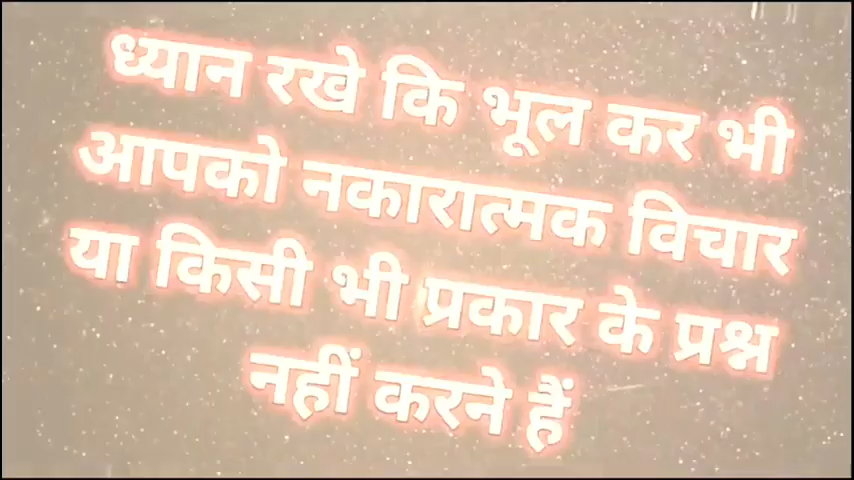 ध्यान रखे कि भूल कर भी
आपको नकारात्मक विचार
या किसी भी प्रकार के प्रश्न
नहीं करने हैं